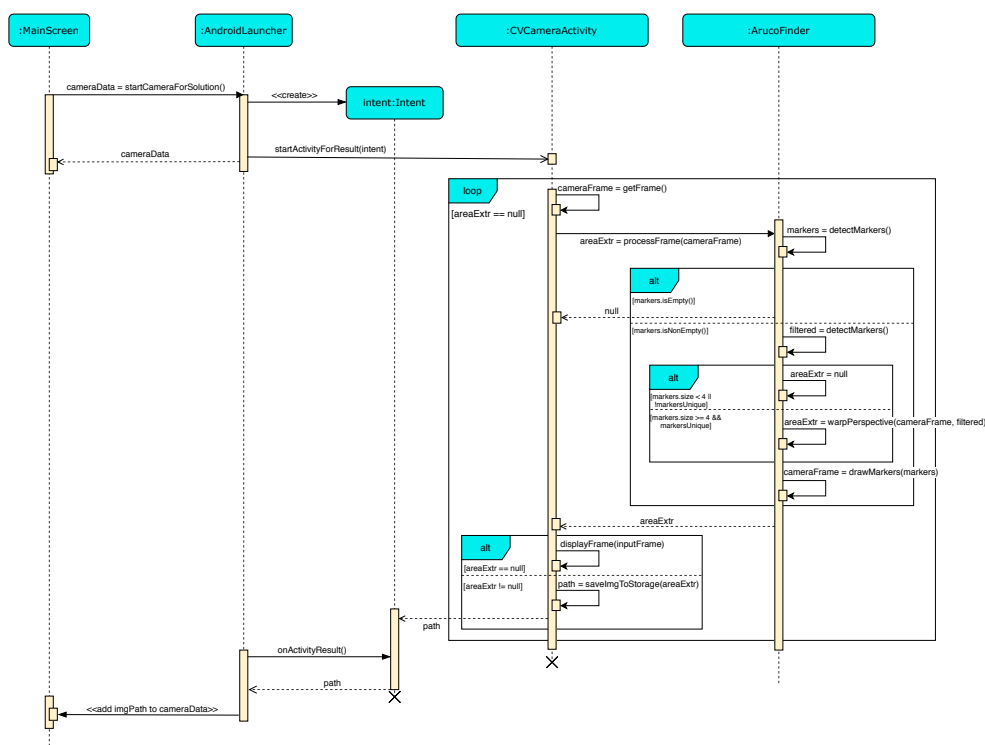 :MainScreen
:AndroidLauncher
:CVCameraActivity
:ArucoFinder
cameraData = startCameraForSolution()
<<create>>
intent:Intent
cameraData
startActivityForResult(intent)
loop
[areaExtr == null]
cameraFrame = getFrame()
areaExtr = processFrame(cameraFrame)
markers = detectMarkers()
alt
[markers.isEmpty()]
null
[markers.isNonEmpty()]
filtered = detectMarkers()
alt
areaExtr = null
[markers.size < 4 ||
!markersUnique]
[markers.size >= 4 &&
markersUnique]
areaExtr = warpPerspective(cameraFrame, filtered)
cameraFrame = drawMarkers(markers)
areaExtr
alt
displayFrame(inputFrame)
[areaExtr == null]
[areaExtr != null]
path = saveImgToStorage(areaExtr)
path
onActivityResult()
path
<<add imgPath to cameraData>>